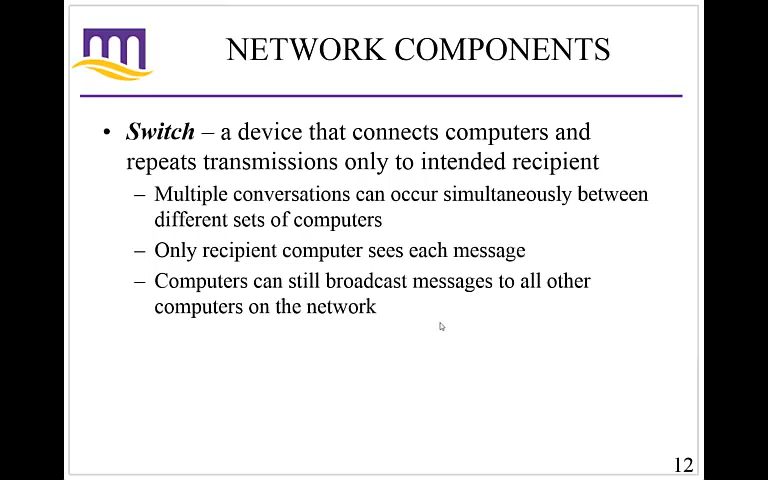 NETWORK COMPONENTS
• Switch – a device that connects computers and
repeats transmissions only to intended recipient
– Multiple conversations can occur simultaneously between
different sets of computers
– Only recipient computer sees each message
– Computers can still broadcast messages to all other
computers on the network
12